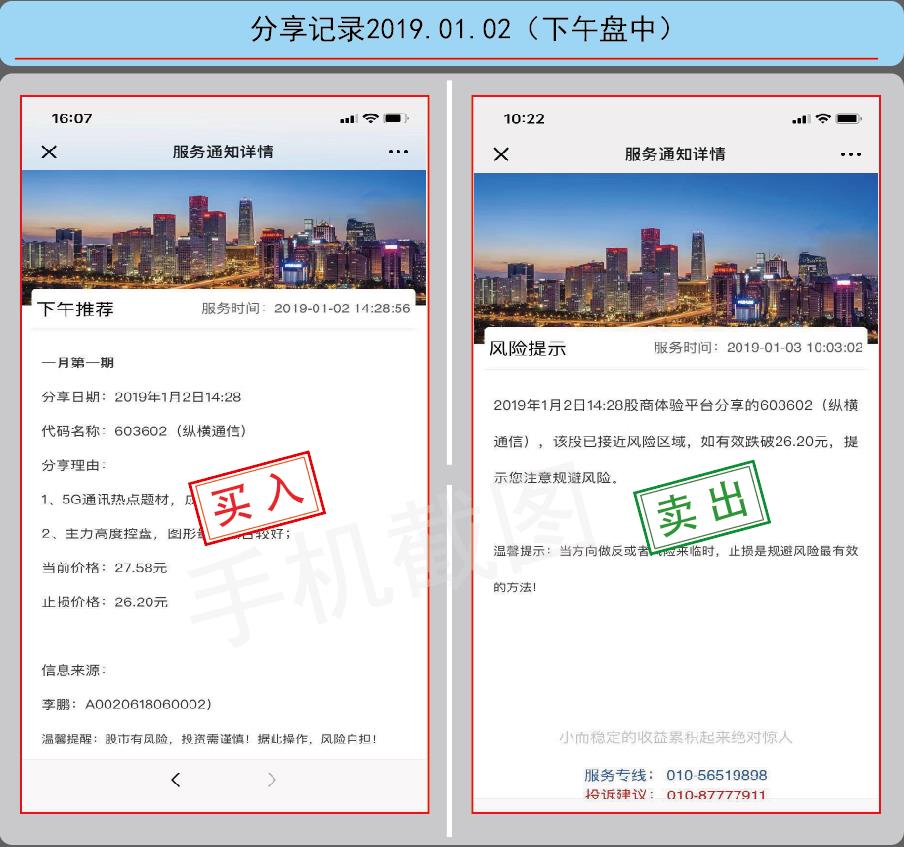 分享记录2019.01.02（下午盘中）
16:07
服务通知详情
下午推荐
服务时间：2019-01-02 14:28:56
一月第一期
分享日期：2019年1月2日14:28
代码名称：603602（纵横通信）
分享理由：
1、5G通讯热点题材，
2、主力高度控盘，图形 较好；
当前价格：27.58元
止损价格：26.20元
买入
信息来源：
李鹏：A0020618060002）
温馨提醒：股市有风险，投资需谨慎！据此操作，风险自担！
10:22
服务通知详情
风险提示
服务时间：2019-01-03 10:03:02
2019年1月2日14:28股商体验平台分享的603602（纵横
通信），该股已接近风险区域，如有效跌破26.20元，提
示您注意规避风险。
卖出
温馨提示：当方向做反或者风险来临时，止损是规避风险最有效
的方法！
小而稳定的收益累积起来绝对惊人
服务专线：010-56519898
投诉建议：010-87777911
手机截图